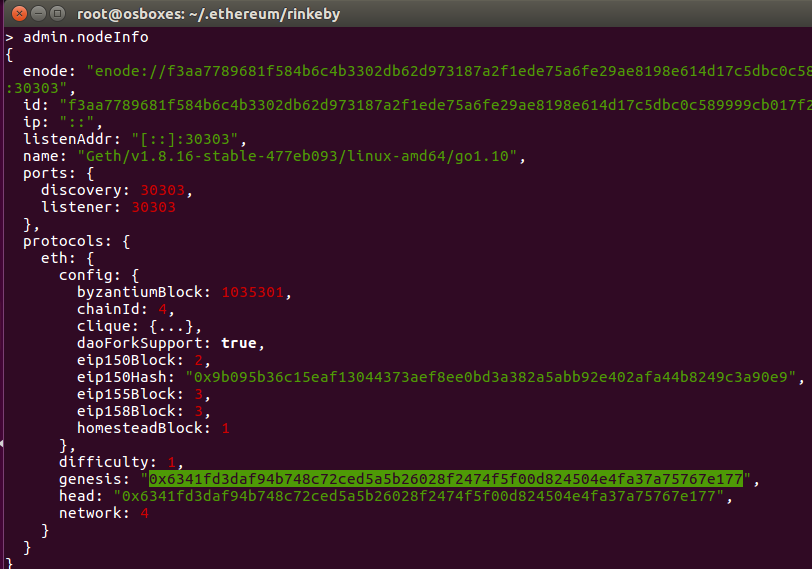 root@osboxes: ~/.ethereum/rinkeby
> admin.nodeInfo
{
  enode: "enode://f3aa7789681f584b6c4b3302db62d973187a2f1ede75a6fe29ae8198e614d17c5dbc0c58
:30303",
  id: "f3aa7789681f584b6c4b3302db62d973187a2f1ede75a6fe29ae8198e614d17c5dbc0c589999cb017f2
  ip: "::",
  listenAddr: "[::]:30303",
  name: "Geth/v1.8.16-stable-477eb093/linux-amd64/go1.10",
  ports: {
    discovery: 30303,
    listener: 30303
  },
  protocols: {
    eth: {
      config: {
        byzantiumBlock: 1035301,
        chainId: 4,
        clique: {...},
        daoForkSupport: true,
        eip150Block: 2,
        eip150Hash: "0x9b095b36c15eaf13044373aef8ee0bd3a382a5abb92e402afa44b8249c3a90e9",
        eip155Block: 3,
        eip158Block: 3,
        homesteadBlock: 1
      },
      difficulty: 1,
      genesis: "0x6341fd3daf94b748c72ced5a5b26028f2474f5f00d824504e4fa37a75767e177",
      head: "0x6341fd3daf94b748c72ced5a5b26028f2474f5f00d824504e4fa37a75767e177",
      network: 4
    }
  }
}